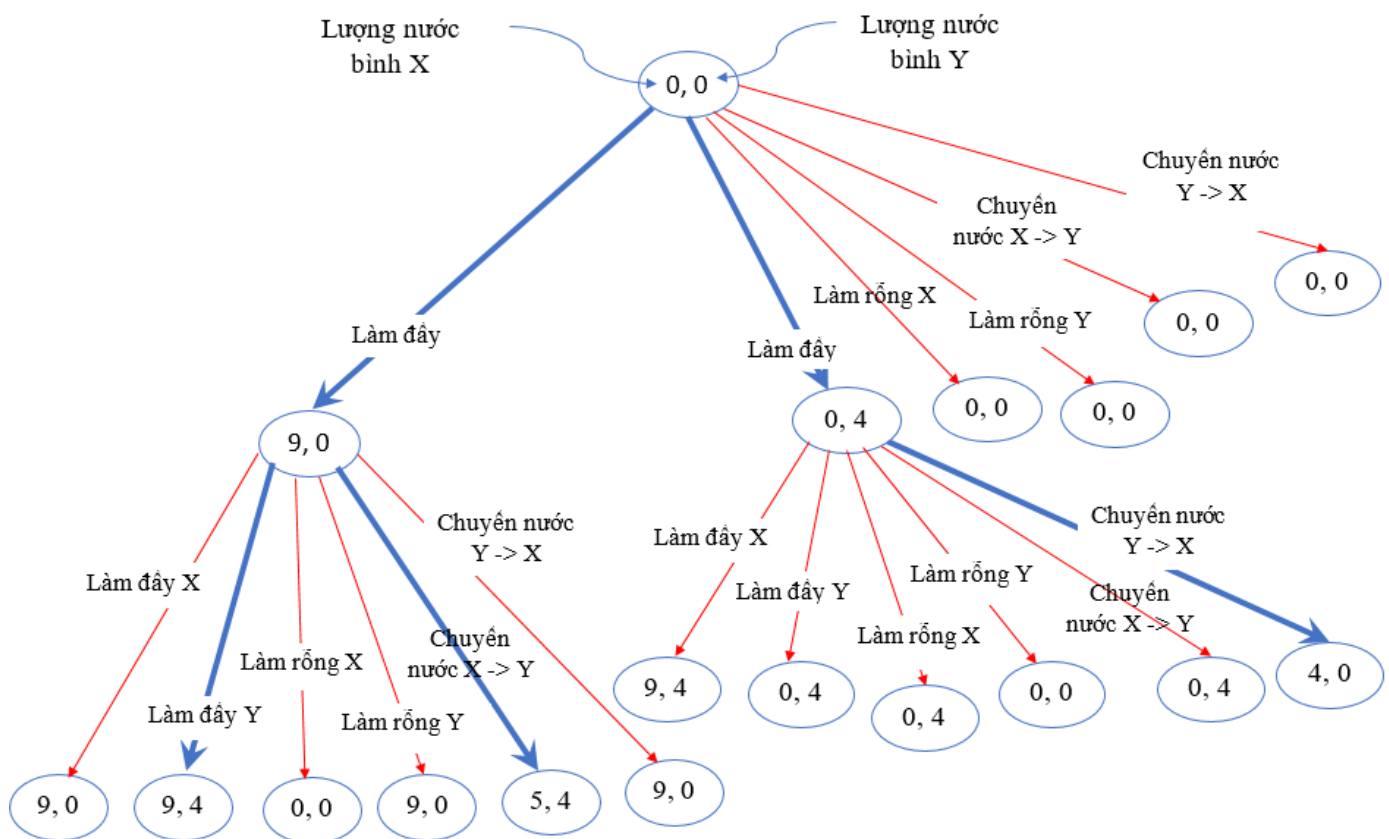 Lượng nước
bình X
Lượng nước
bình Y
0, 0
Chuyển nước
Y -> X
Chuyển
nước X -> Y
0, 0
Làm rỗng X
0, 0
Làm rỗng Y
Làm đầy
Làm đầy
0, 0
0, 0
9, 0
0, 4
Chuyển nước
Y -> X
Làm đầy X
Chuyển nước
Y -> X
Làm đầy X
Làm rỗng Y
Làm đầy Y
Chuyển
nước X -> Y
Làm rỗng X
Chuyển
nước X -> Y
Làm rỗng X
9, 4
0, 4
0, 4
0, 0
0, 4
4, 0
Làm đầy Y
Làm rỗng Y
9, 0
9, 4
0, 0
9, 0
5, 4
9, 0